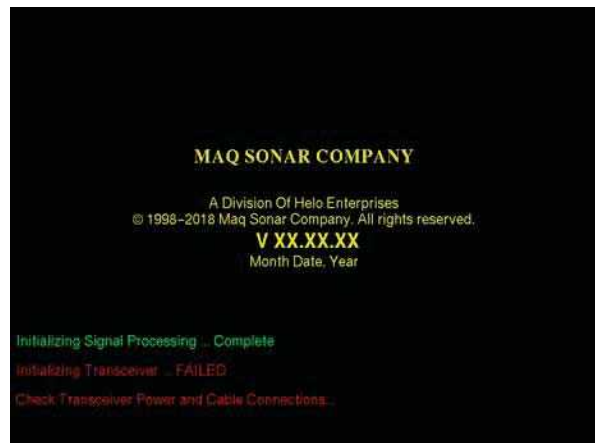 MAQ SONAR COMPANY
A Division Of Helo Enterprises
© 1998–2018 Maq Sonar Company. All rights reserved.
V XX.XX.XX
Month Date, Year
Initializing Signal Processing ... Complete
Initializing Transceiver ... FAILED
Check Transceiver Power and Cable Connections...